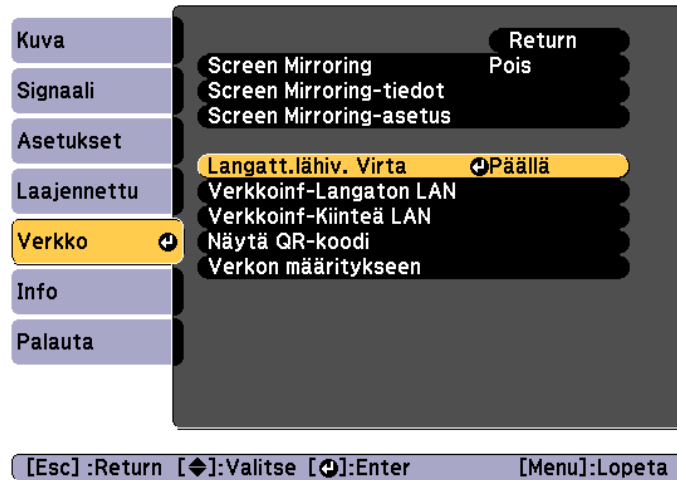 Kuva
Signaali
Asetukset
Laajennettu
Verkko
Info
Palauta
Return
Screen Mirroring Pois
Screen Mirroring-tiedot
Screen Mirroring-asetus
Langatt.lähiv. Virta Päällä
Verkkoinf-Langaton LAN
Verkkoinf-Kiinteä LAN
Näytä QR-koodi
Verkon määritykseen
[Esc] :Return [◆]:Valitse [↵]:Enter [Menu]:Lopeta